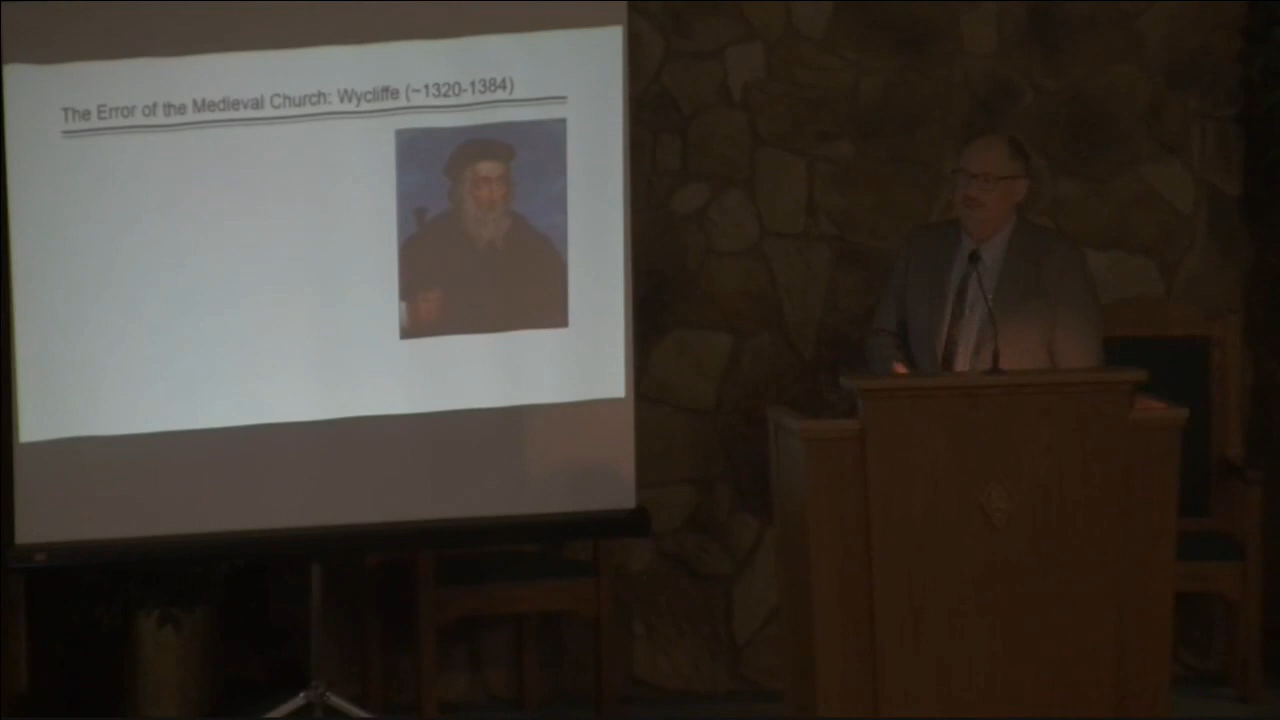 The Error of the Medieval Church: Wycliffe (~1320-1384)